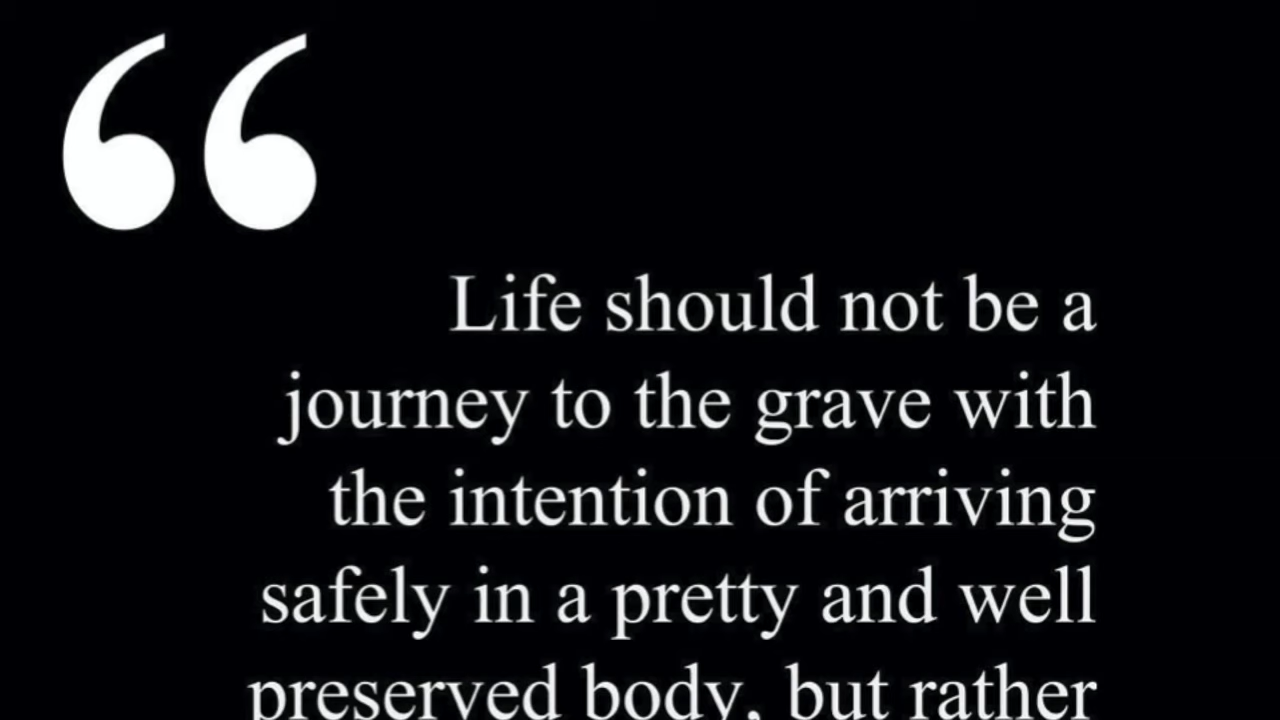 “
Life should not be a
journey to the grave with
the intention of arriving
safely in a pretty and well
preserved body, but rather